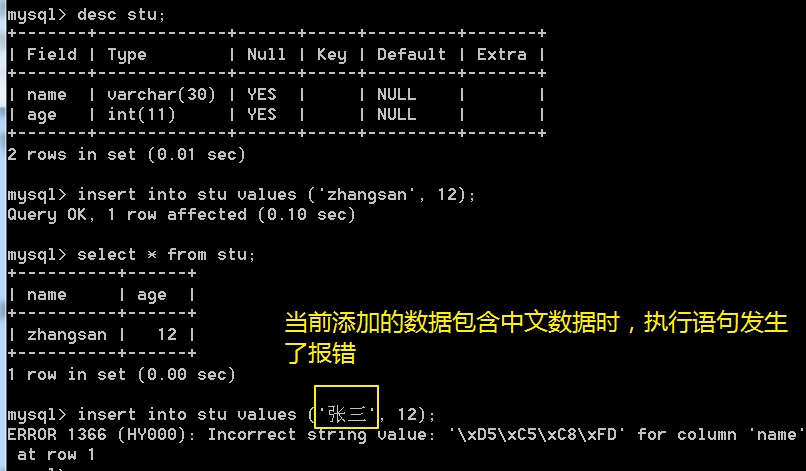 mysql> desc stu;
+-------+-------------+------+-----+---------+-------+
| Field | Type        | Null | Key | Default | Extra |
+-------+-------------+------+-----+---------+-------+
| name  | varchar(30) | YES  |     | NULL    |       |
| age   | int(11)     | YES  |     | NULL    |       |
+-------+-------------+------+-----+---------+-------+
2 rows in set (0.01 sec)
mysql> insert into stu values ('zhangsan', 12);
Query OK, 1 row affected (0.10 sec)
mysql> select * from stu;
+----------+------+
| name     | age  |
+----------+------+
| zhangsan |   12 |
+----------+------+
1 row in set (0.00 sec)
当前添加的数据包含中文数据时，执行语句发生
了报错
mysql> insert into stu values ('张三', 12);
ERROR 1366 (HY000): Incorrect string value: '\xD5\xC5\xC8\xFD' for column 'name'
at row 1
mysql>